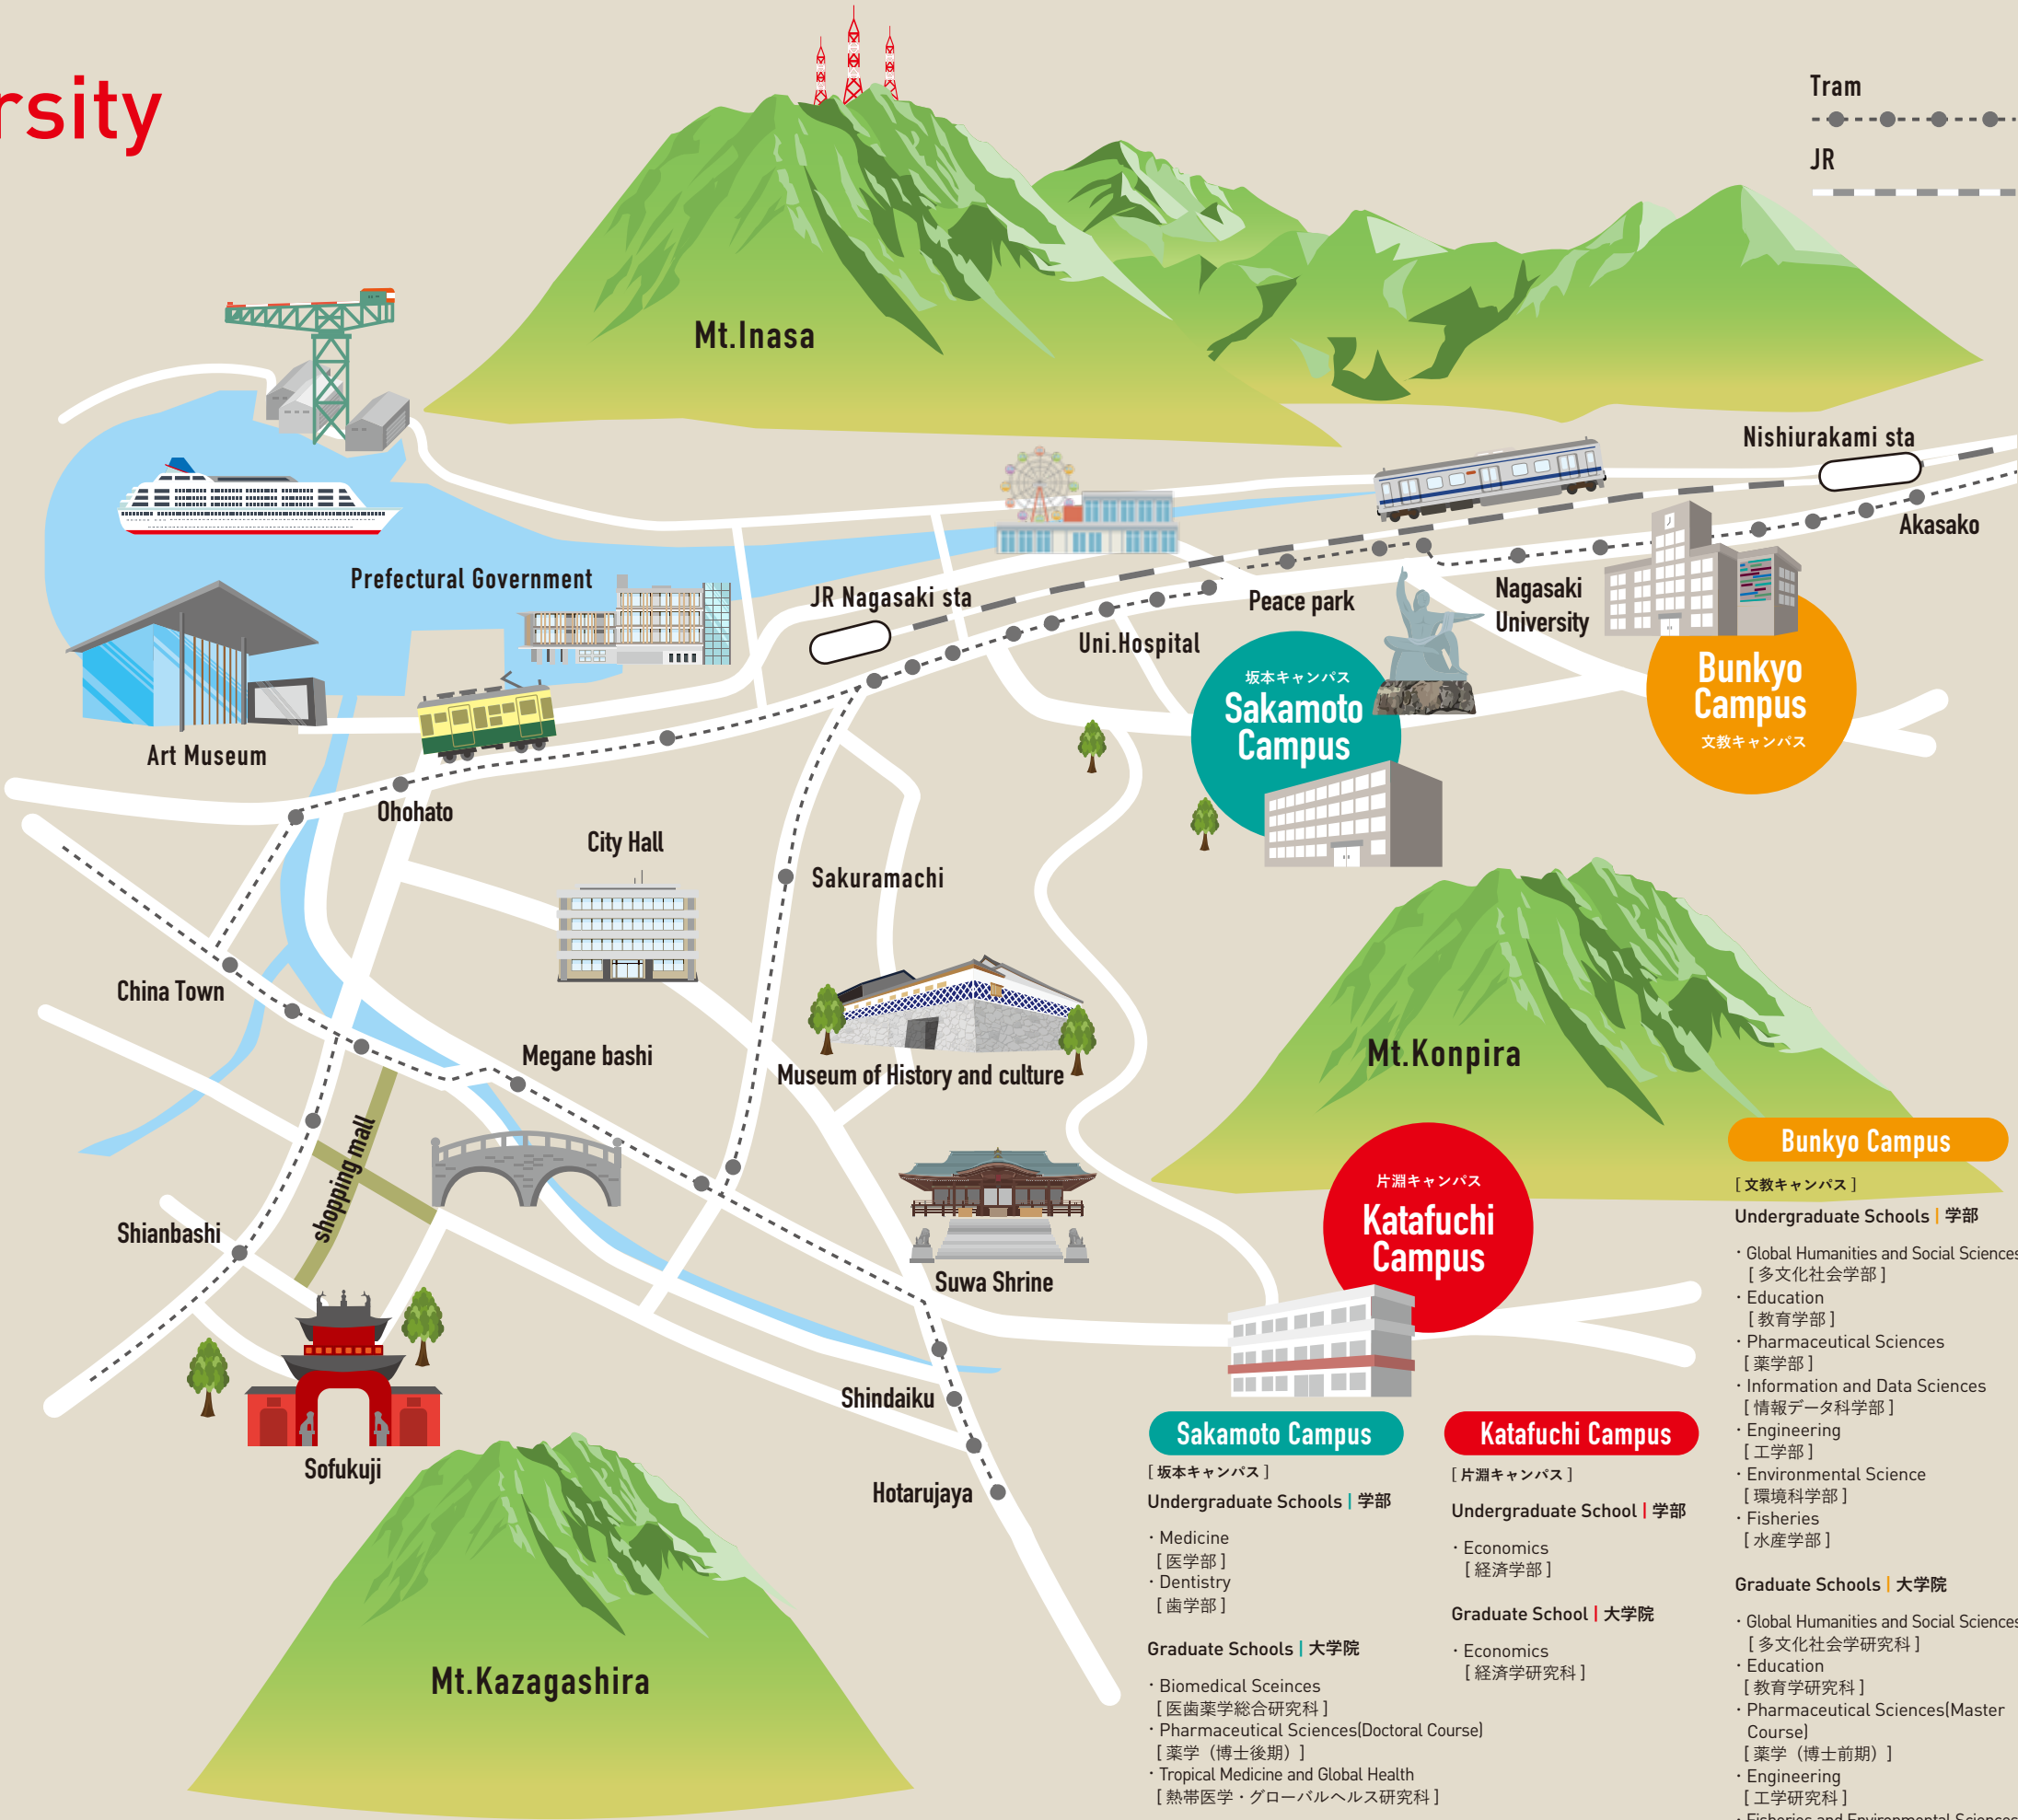 rsity
Tram
JR
Mt.Inasa
Nishiurakami sta
Akasako
Prefectural Government
JR Nagasaki sta
Peace park
Nagasaki
University
Uni.Hospital
坂本キャンパス
Sakamoto
Campus
Bunkyo
Campus
文教キャンパス
Art Museum
Ohohato
City Hall
Sakuramachi
China Town
Megane bashi
Museum of History and culture
Mt.Konpira
shopping mall
Shianbashi
Suwa Shrine
片淵キャンパス
Katafuchi
Campus
Shindaiku
Sofukuji
Hotarujaya
Mt.Kazagashira
Sakamoto Campus
[ 坂本キャンパス ]
Undergraduate Schools | 学部
・Medicine
[ 医学部 ]
・Dentistry
[ 歯学部 ]
Graduate Schools | 大学院
・Biomedical Sceinces
[ 医歯薬学総合研究科 ]
・Pharmaceutical Sciences(Doctoral Course)
[ 薬学（博士後期）]
・Tropical Medicine and Global Health
[ 熱帯医学・グローバルヘルス研究科 ]
Katafuchi Campus
[ 片淵キャンパス ]
Undergraduate School | 学部
・Economics
[ 経済学部 ]
Graduate School | 大学院
・Economics
[ 経済学研究科 ]
Bunkyo Campus
[ 文教キャンパス ]
Undergraduate Schools | 学部
・Global Humanities and Social Sciences
[ 多文化社会学部 ]
・Education
[ 教育学部 ]
・Pharmaceutical Sciences
[ 薬学部 ]
・Information and Data Sciences
[ 情報データ科学部 ]
・Engineering
[ 工学部 ]
・Environmental Science
[ 環境科学部 ]
・Fisheries
[ 水産学部 ]
Graduate Schools | 大学院
・Global Humanities and Social Sciences
[ 多文化社会学研究科 ]
・Education
[ 教育学研究科 ]
・Pharmaceutical Sciences(Master
Course)
[ 薬学（博士前期）]
・Engineering
[ 工学研究科 ]
・Fisheries and Environmental Sciences